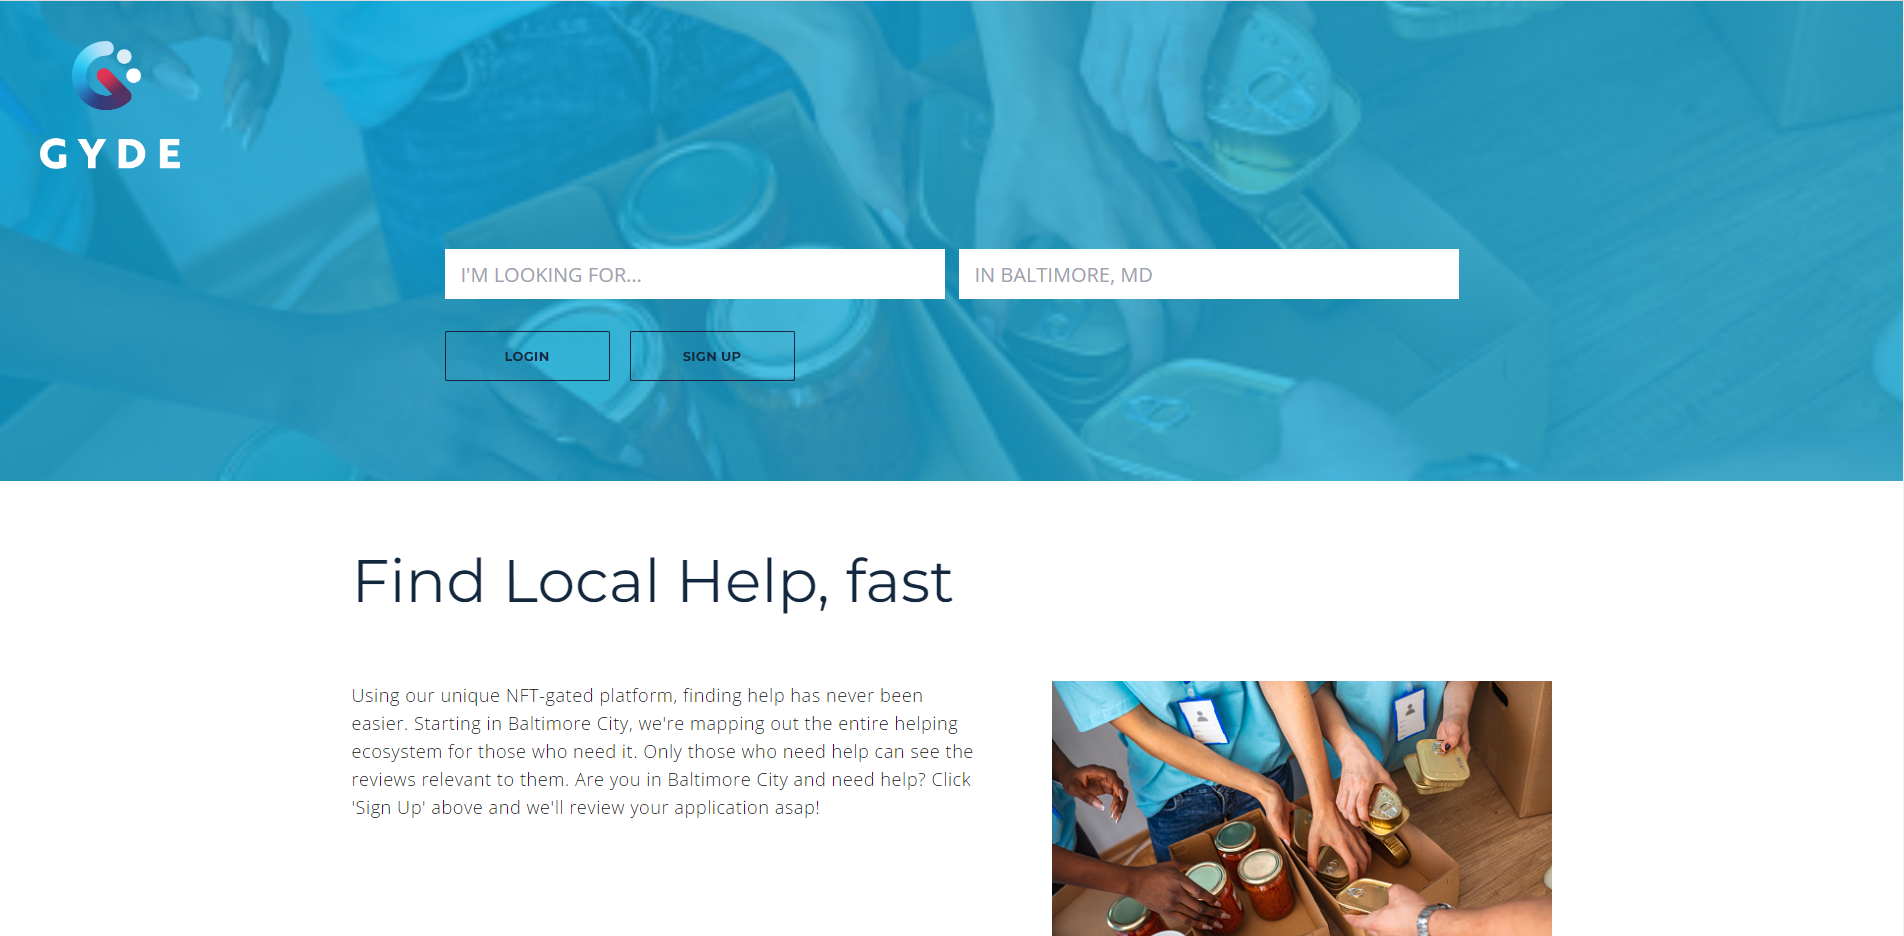 GYDE
I'M LOOKING FOR...
IN BALTIMORE, MD
LOGIN
SIGN UP
Find Local Help, fast
Using our unique NFT-gated platform, finding help has never been
easier. Starting in Baltimore City, we're mapping out the entire helping
ecosystem for those who need it. Only those who need help can see the
reviews relevant to them. Are you in Baltimore City and need help? Click
'Sign Up' above and we'll review your application asap!